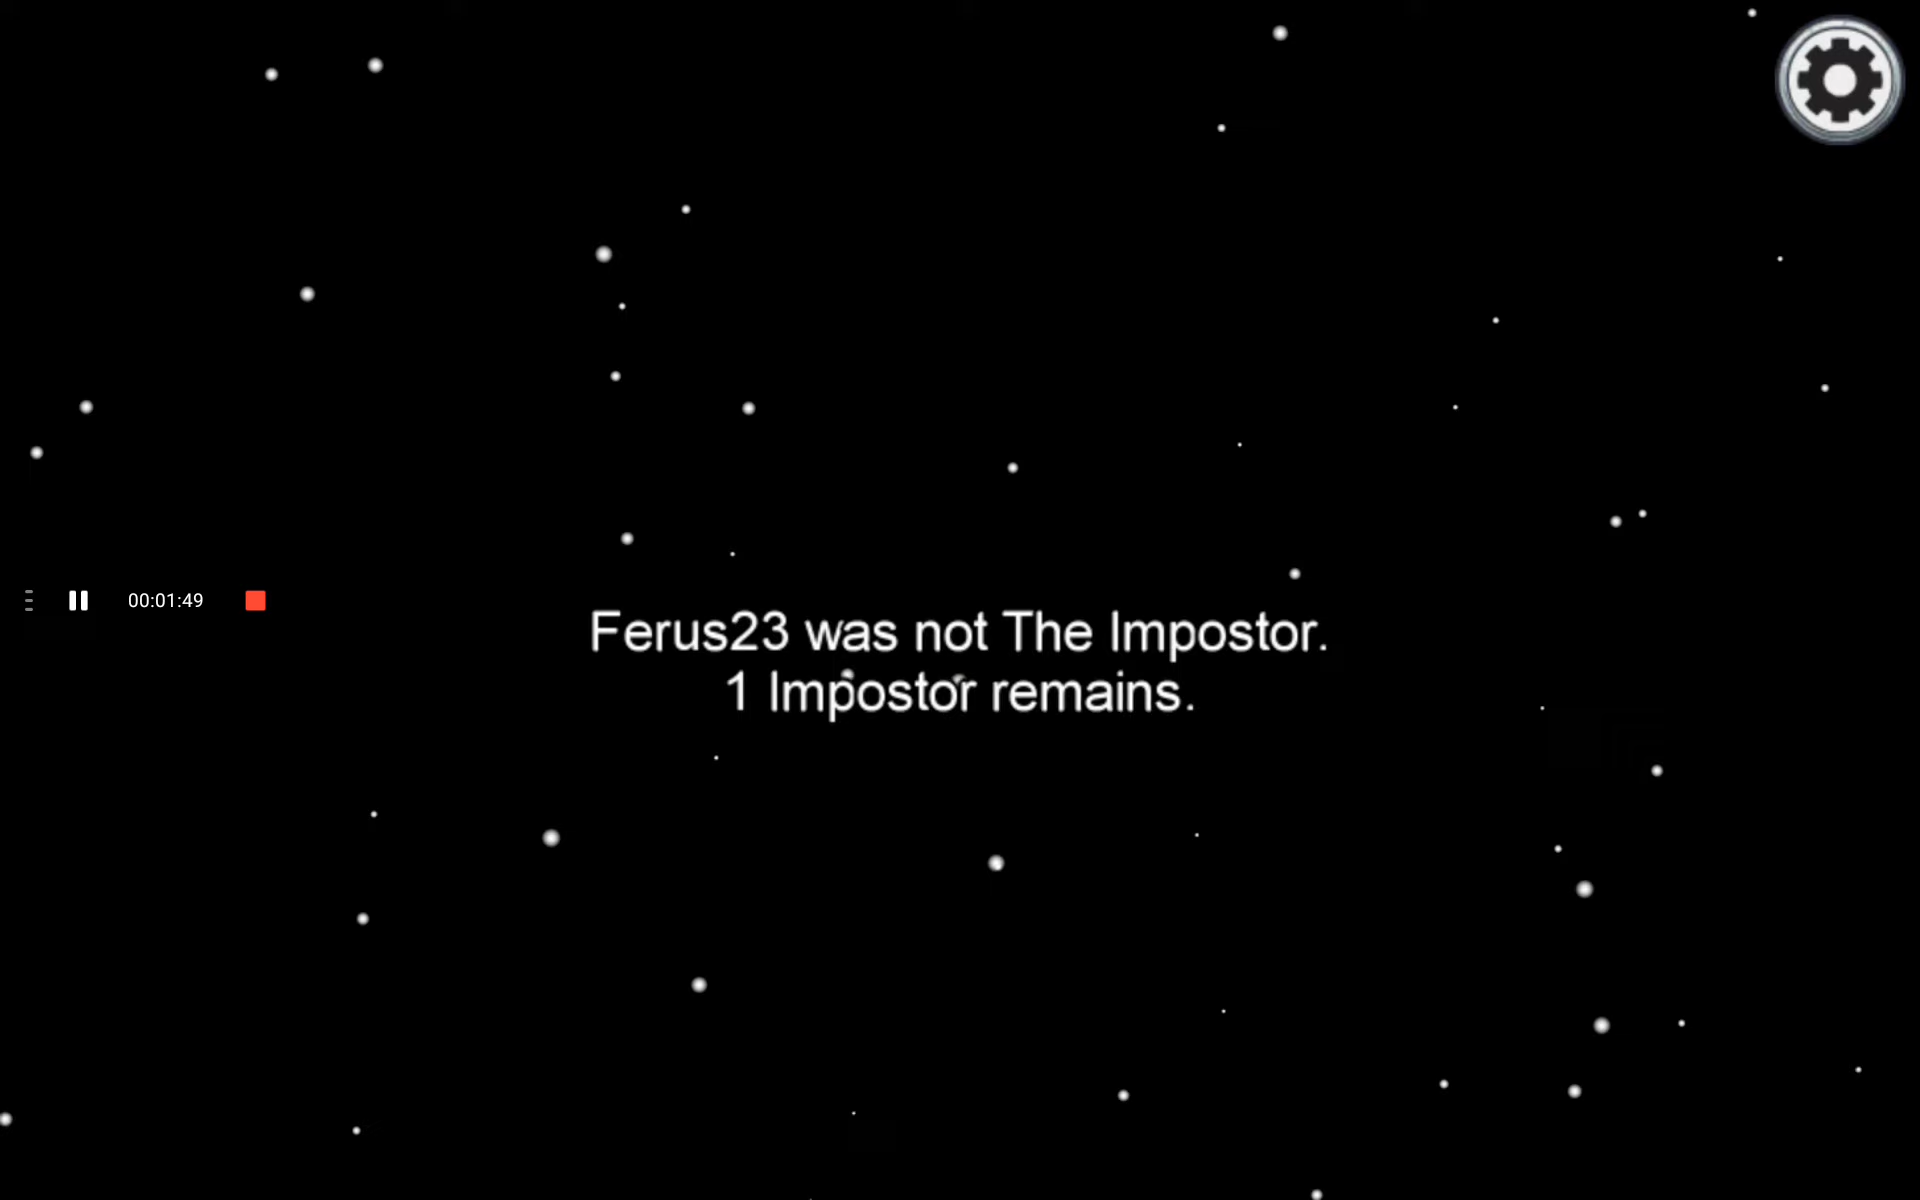 00:01:49
Ferus23 was not The Impostor.
1 Impostor remains.